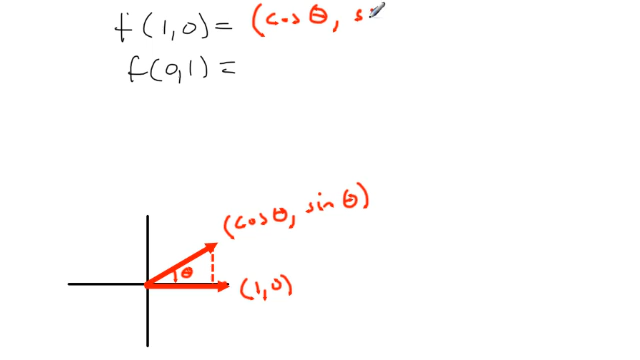 f(1,0)= (cos θ, s
f(0,1)=
(cos θ, sin θ)
θ
(1,0)